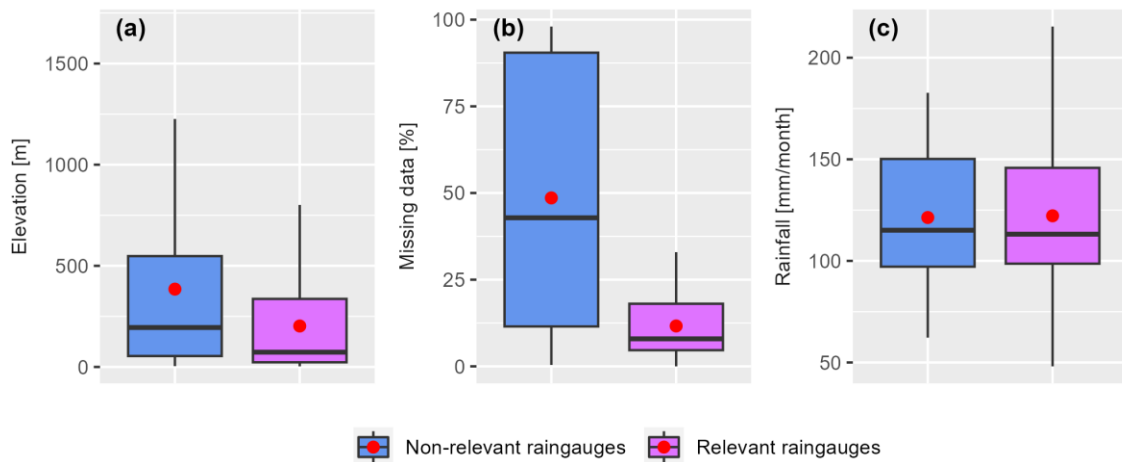 (a)
Elevation [m]
1500
1000
500
0
(b)
Missing data [%]
100
75
50
25
0
(c)
Rainfall [mm/month]
200
150
100
50
Non-relevant raingauges
Relevant raingauges